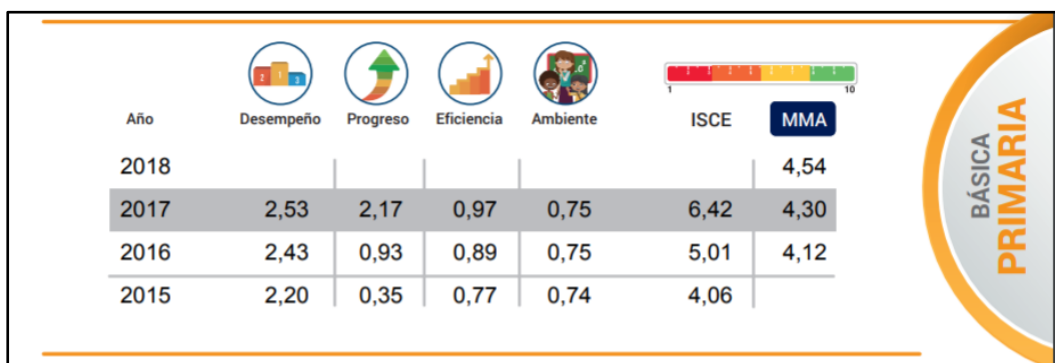 1 10
Año Desempeño Progreso Eficiencia Ambiente ISCE MMA
2018 4,54
2017 2,53 2,17 0,97 0,75 6,42 4,30
2016 2,43 0,93 0,89 0,75 5,01 4,12
2015 2,20 0,35 0,77 0,74 4,06
BÁSICA
PRIMARIA